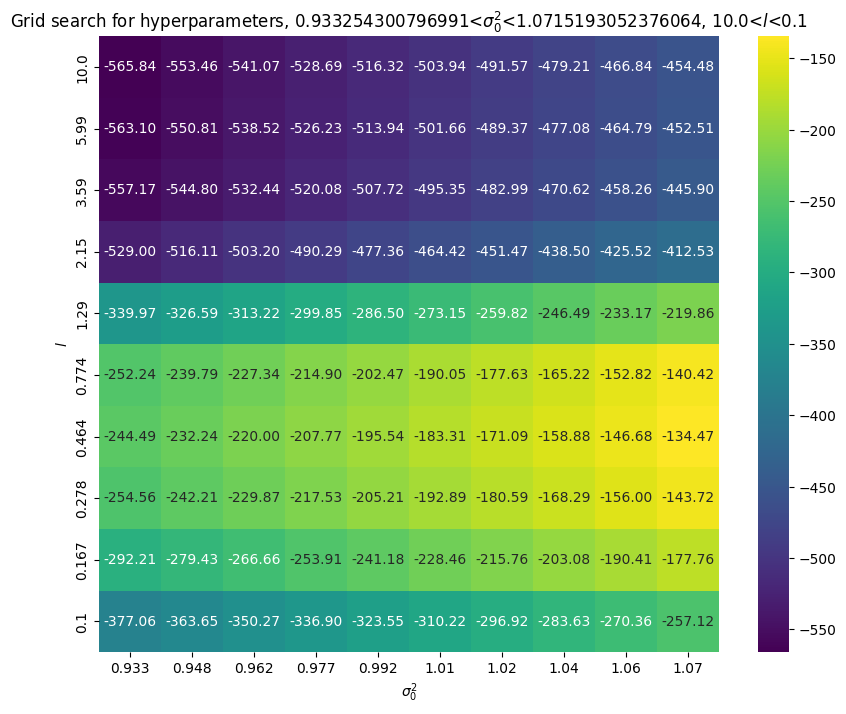 Grid search for hyperparameters, 0.933254300796991<σ₀²<1.0715193052376064, 10.0<l<0.1
10.0 -565.84 -553.46 -541.07 -528.69 -516.32 -503.94 -491.57 -479.21 -466.84 -454.48
5.99 -563.10 -550.81 -538.52 -526.23 -513.94 -501.66 -489.37 -477.08 -464.79 -452.51
3.59 -557.17 -544.80 -532.44 -520.08 -507.72 -495.35 -482.99 -470.62 -458.26 -445.90
2.15 -529.00 -516.11 -503.20 -490.29 -477.36 -464.42 -451.47 -438.50 -425.52 -412.53
1.29 -339.97 -326.59 -313.22 -299.85 -286.50 -273.15 -259.82 -246.49 -233.17 -219.86
l
0.774 -252.24 -239.79 -227.34 -214.90 -202.47 -190.05 -177.63 -165.22 -152.82 -140.42
0.464 -244.49 -232.24 -220.00 -207.77 -195.54 -183.31 -171.09 -158.88 -146.68 -134.47
0.278 -254.56 -242.21 -229.87 -217.53 -205.21 -192.89 -180.59 -168.29 -156.00 -143.72
0.167 -292.21 -279.43 -266.66 -253.91 -241.18 -228.46 -215.76 -203.08 -190.41 -177.76
0.1 -377.06 -363.65 -350.27 -336.90 -323.55 -310.22 -296.92 -283.63 -270.36 -257.12
0.933 0.948 0.962 0.977 0.992 1.01 1.02 1.04 1.06 1.07
σ₀²
−150
−200
−250
−300
−350
−400
−450
−500
−550